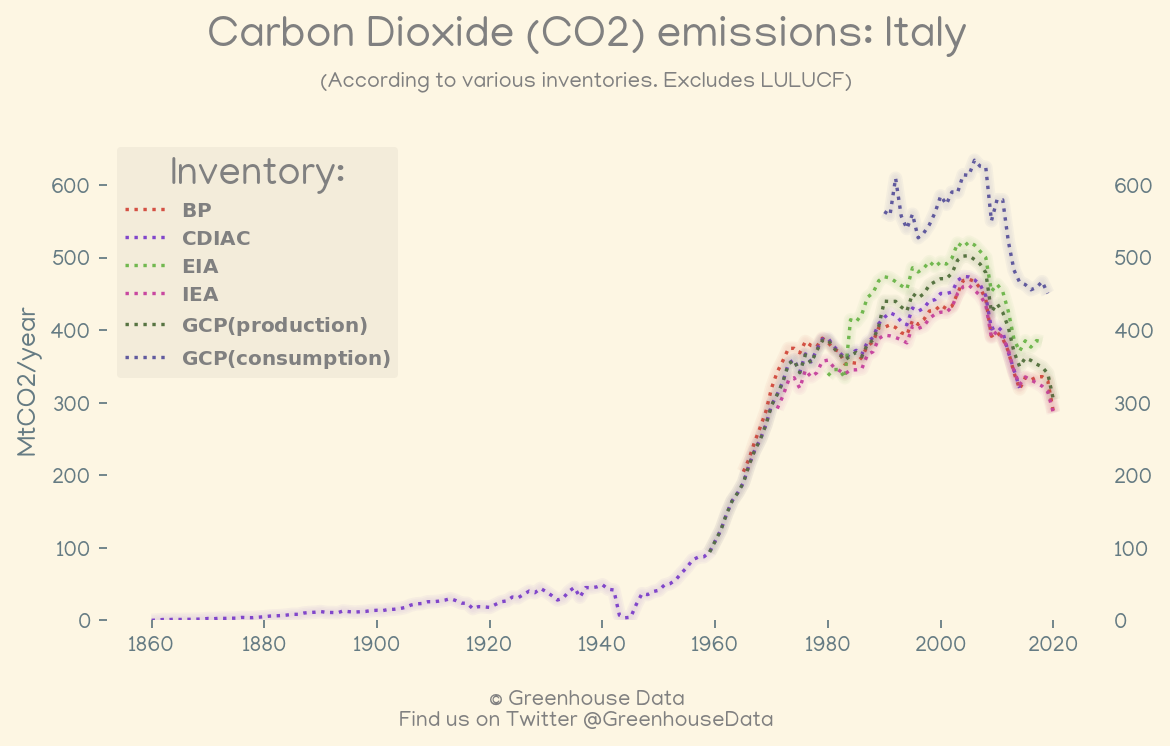 Carbon Dioxide (CO2) emissions: Italy
(According to various inventories. Excludes LULUCF)
Inventory:
BP
CDIAC
EIA
IEA
GCP(production)
GCP(consumption)
MtCO2/year
600
500
400
300
200
100
0
600
500
400
300
200
100
0
1860 1880 1900 1920 1940 1960 1980 2000 2020
© Greenhouse Data
Find us on Twitter @GreenhouseData